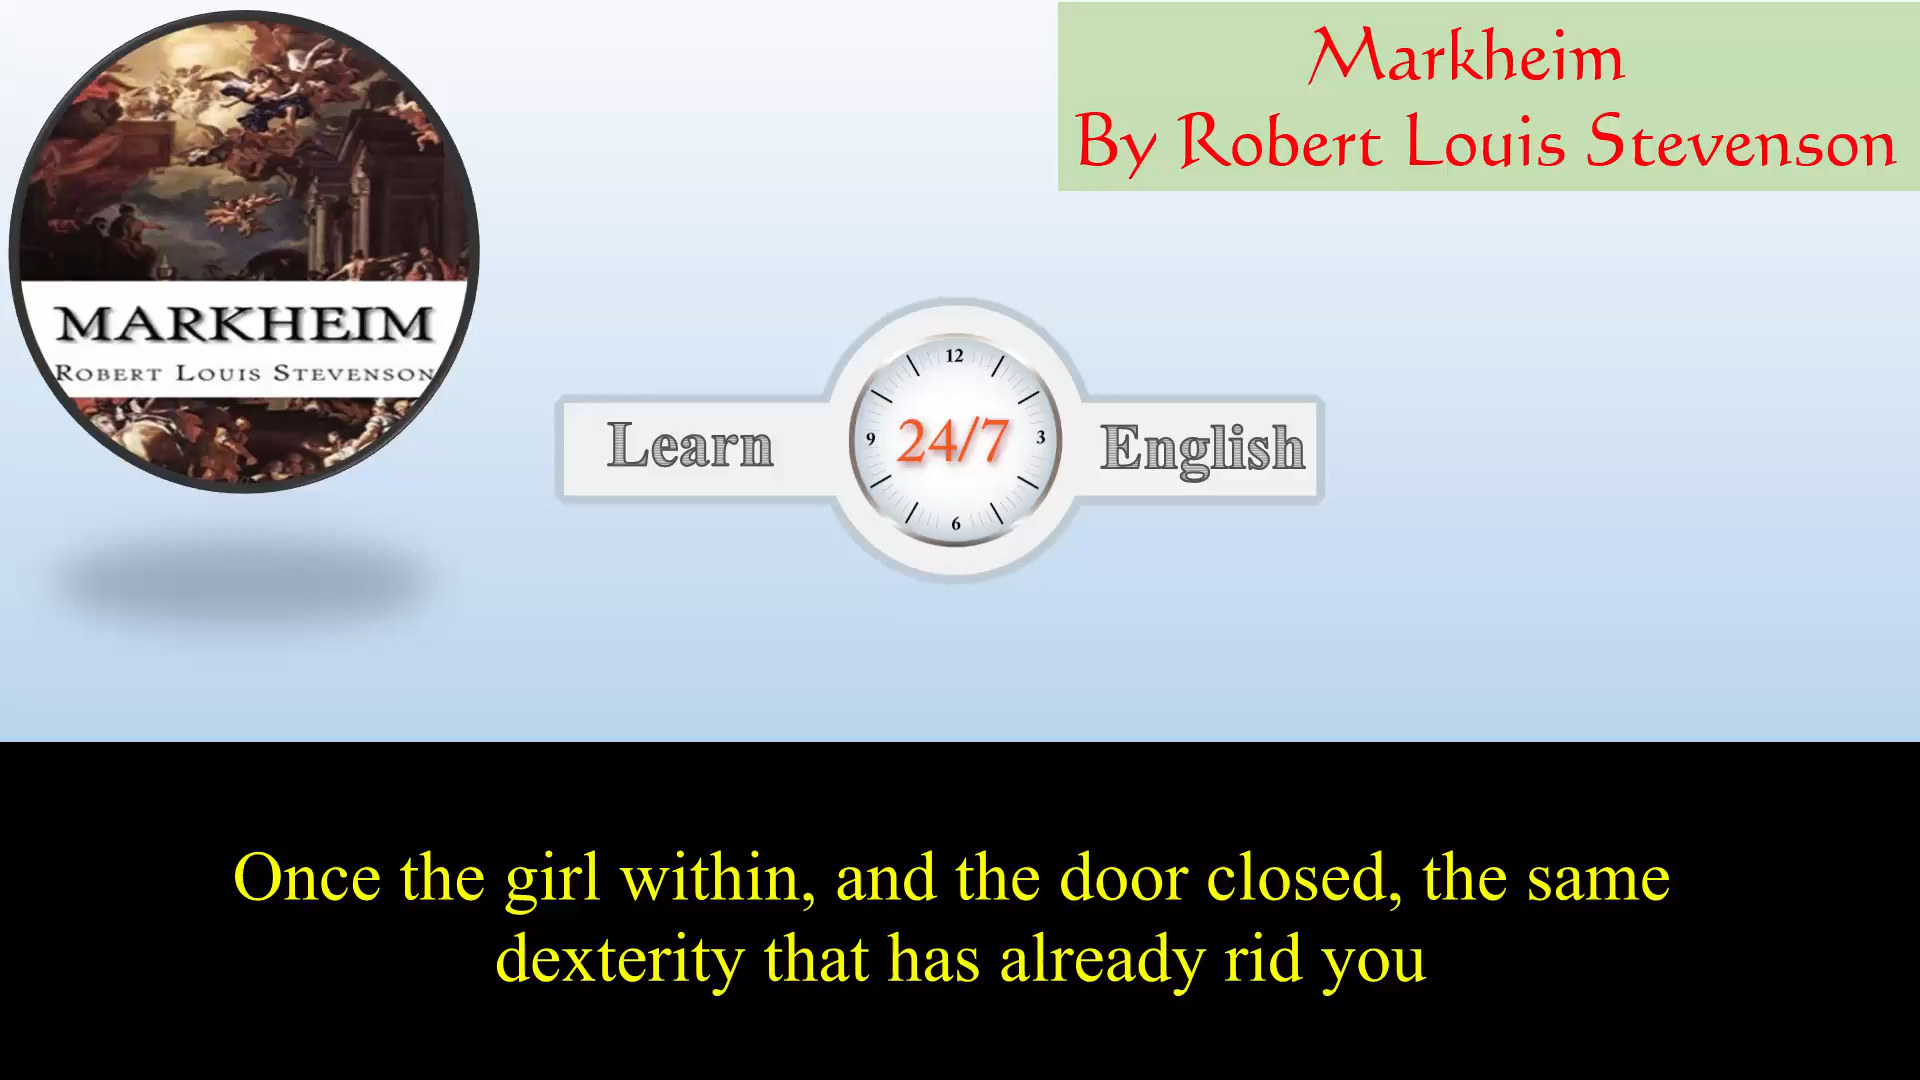 Markheim
By Robert Louis Stevenson
MARKHEIM
ROBERT LOUIS STEVENSON
Learn
24/7
English
12
3
6
9
Once the girl within, and the door closed, the same
dexterity that has already rid you